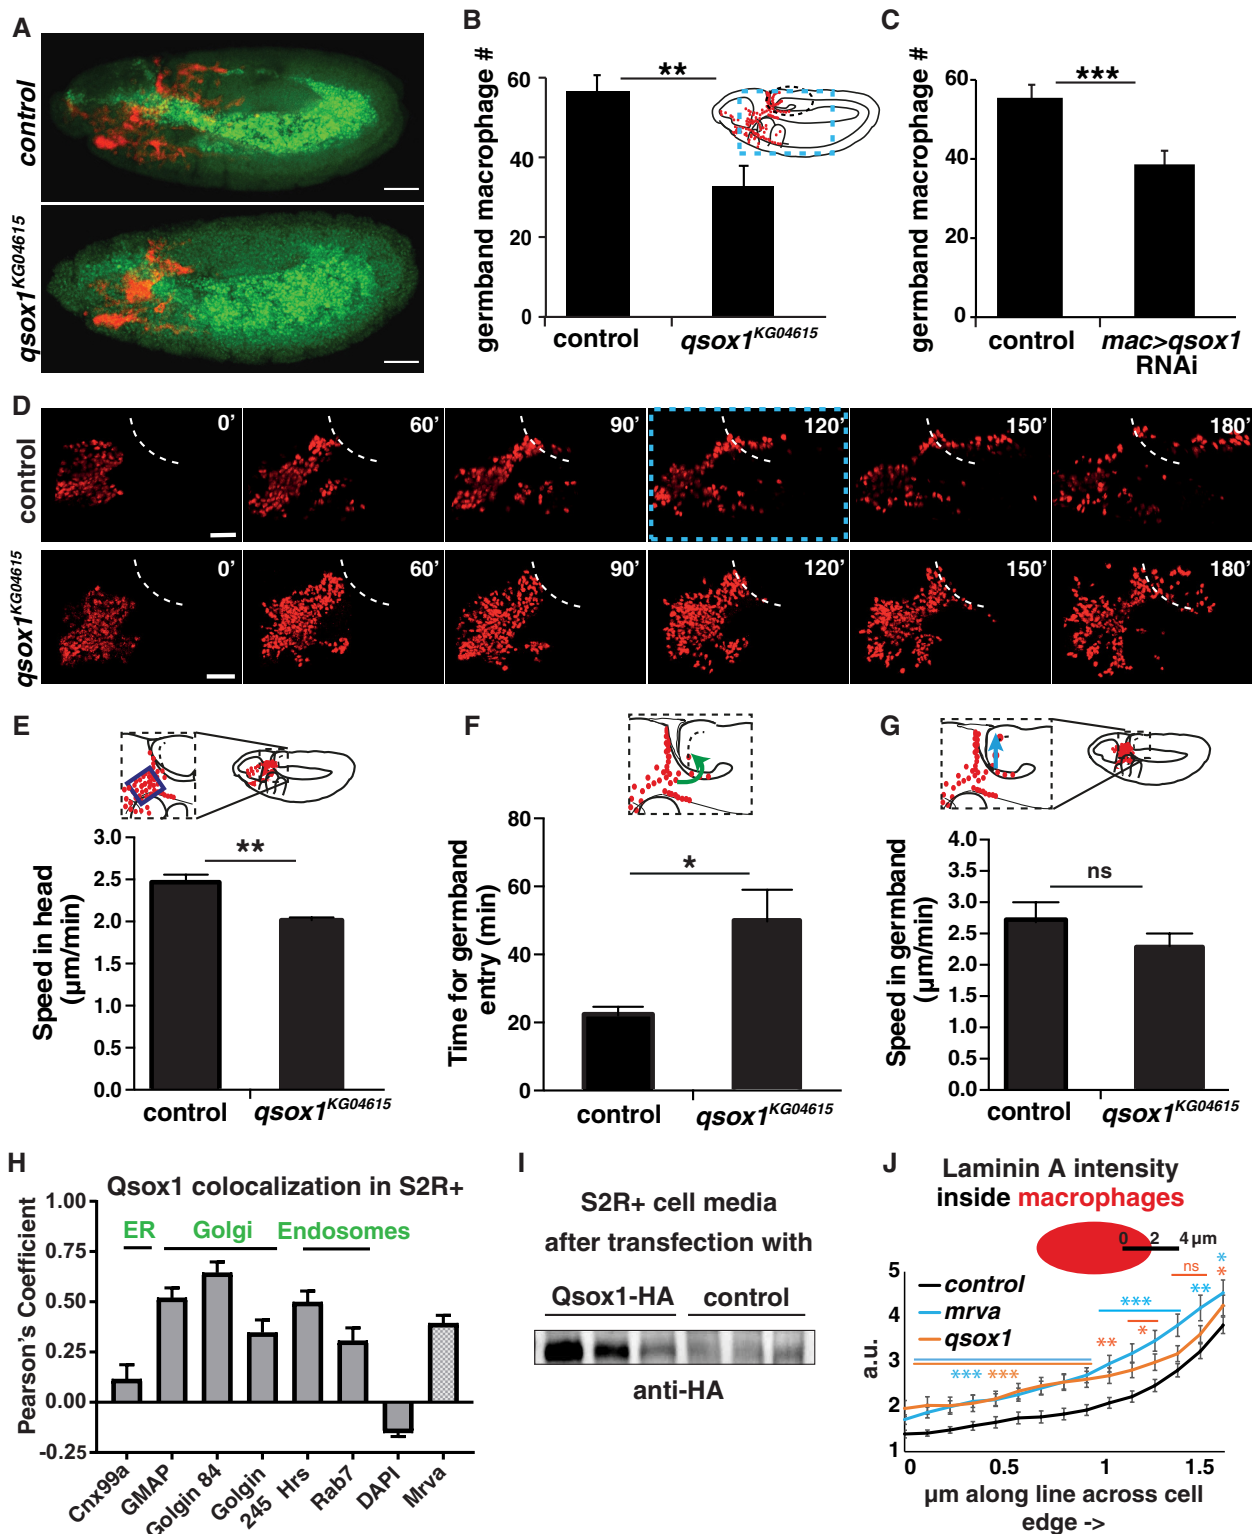 A
control
qsox1KG04615
B
germband macrophage #
60
40
20
0
**
control
qsox1KG04615
C
germband macrophage #
60
40
20
0
***
control
mac>qsox1
RNAi
D
control
0’
60’
90’
120’
150’
180’
qsox1KG04615
0’
60’
90’
120’
150’
180’
E
Speed in head
(µm/min)
3.0
2.5
2.0
1.5
1.0
0.5
0.0
**
control
qsox1KG04615
F
Time for germband
entry (min)
80
60
40
20
0
*
control
qsox1KG04615
G
Speed in germband
(µm/min)
4.0
3.5
3.0
2.5
2.0
1.5
1.0
0.5
0.0
ns
control
qsox1KG04615
H
Qsox1 colocalization in S2R+
Pearson’s Coefficient
1.00
0.75
0.50
0.25
0.00
-0.25
ER
Golgi
Endosomes
Cnx99a
GMAP
Golgin 84
Golgin
245
Hrs
Rab7
DAPI
Mrva
I
S2R+ cell media
after transfection with
Qsox1-HA
control
anti-HA
J
Laminin A intensity
inside macrophages
0 2 4 µm
control
mrva
qsox1
a.u.
5
4
3
2
1
*** ***
**
***
*
ns
**
*
*
0 0.5 1 1.5
µm along line across cell
edge ->